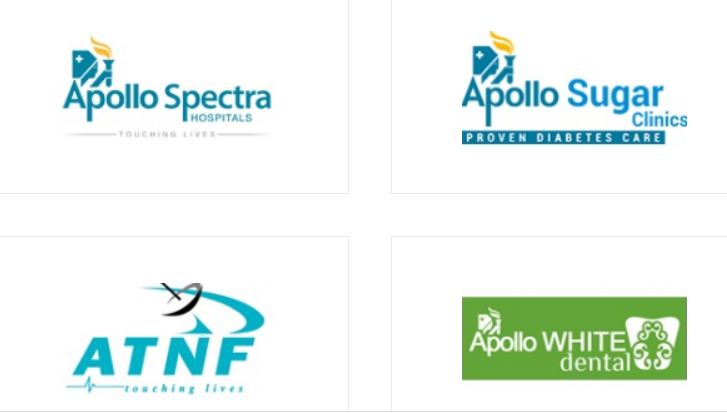 Apollo Spectra
HOSPITALS
TOUCHING LIVES
Apollo Sugar
Clinics
PROVEN DIABETES CARE
ATNF
touching lives
Apollo WHITE
dental